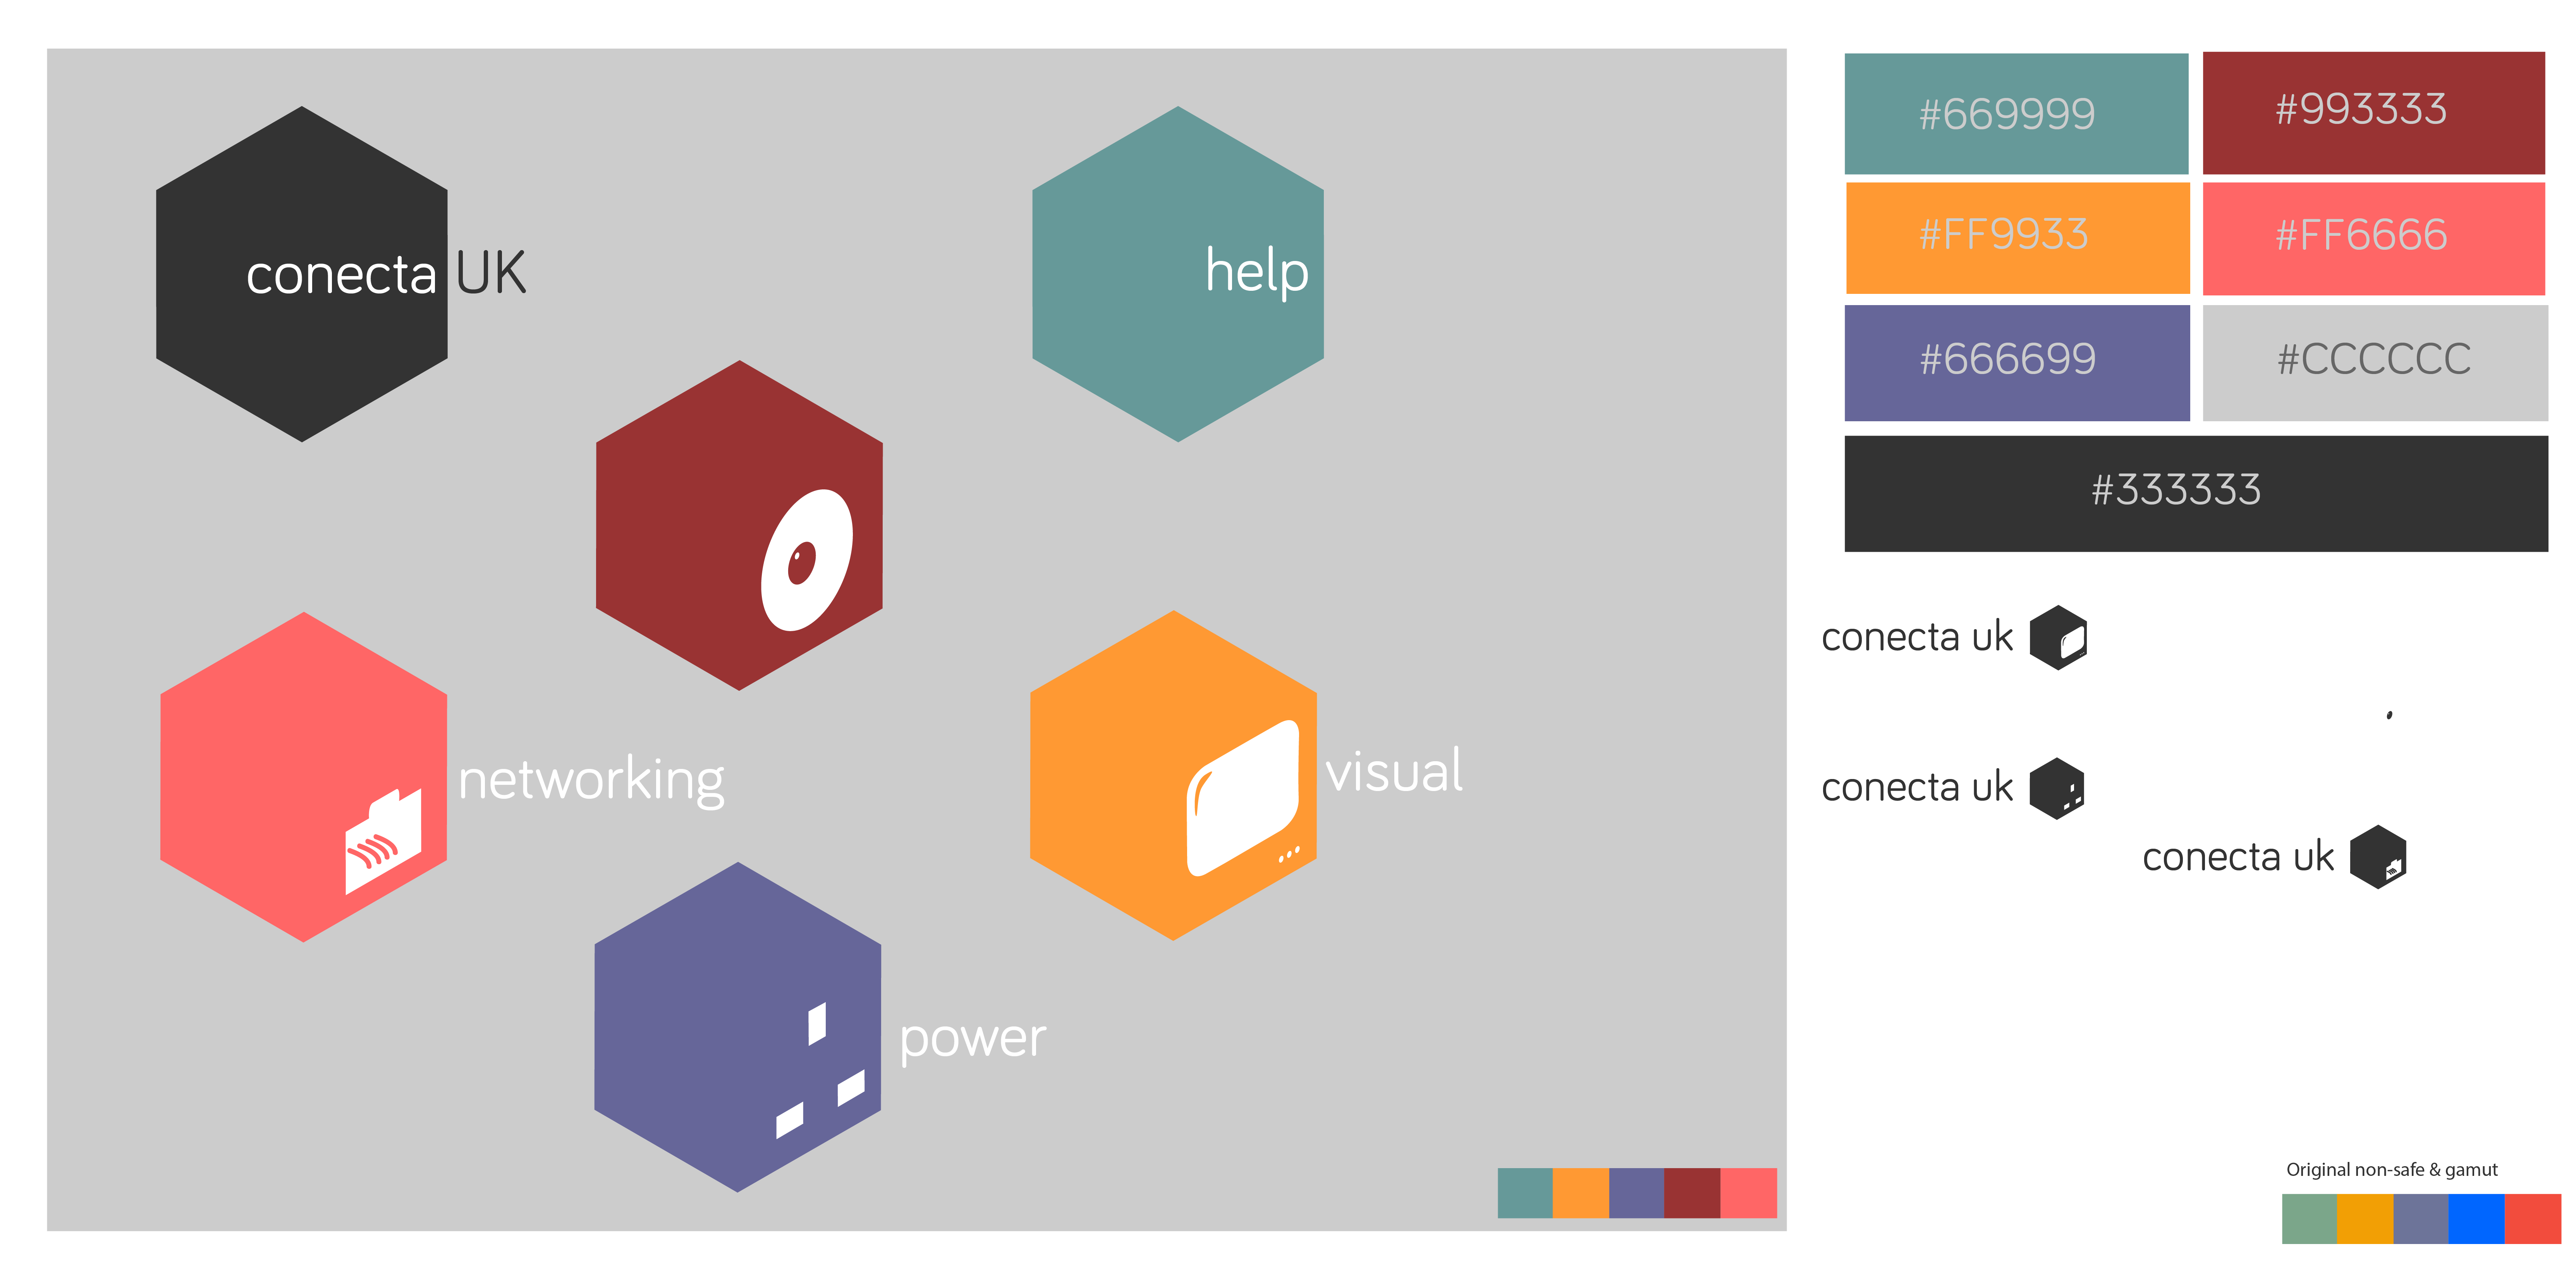 conecta UK
help
networking
visual
power
#669999
#993333
#FF9933
#FF6666
#666699
#CCCCCC
#333333
conecta uk
conecta uk
conecta uk
Original non-safe & gamut